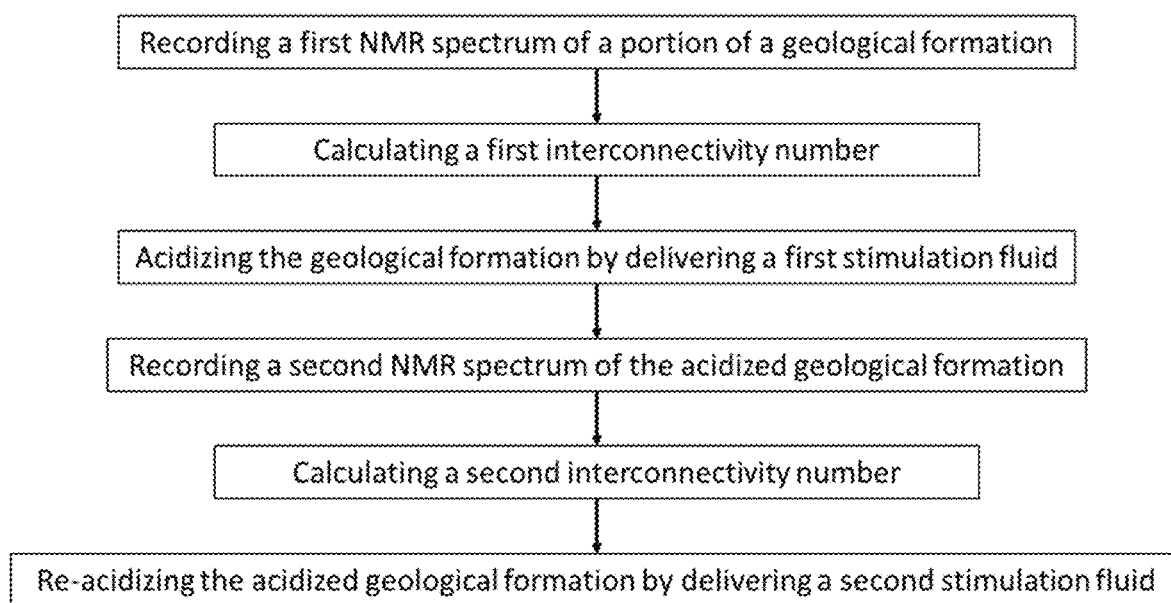 Recording a first NMR spectrum of a portion of a geological formation
Calculating a first interconnectivity number
Acidizing the geological formation by delivering a first stimulation fluid
Recording a second NMR spectrum of the acidized geological formation
Calculating a second interconnectivity number
Re-acidizing the acidized geological formation by delivering a second stimulation fluid